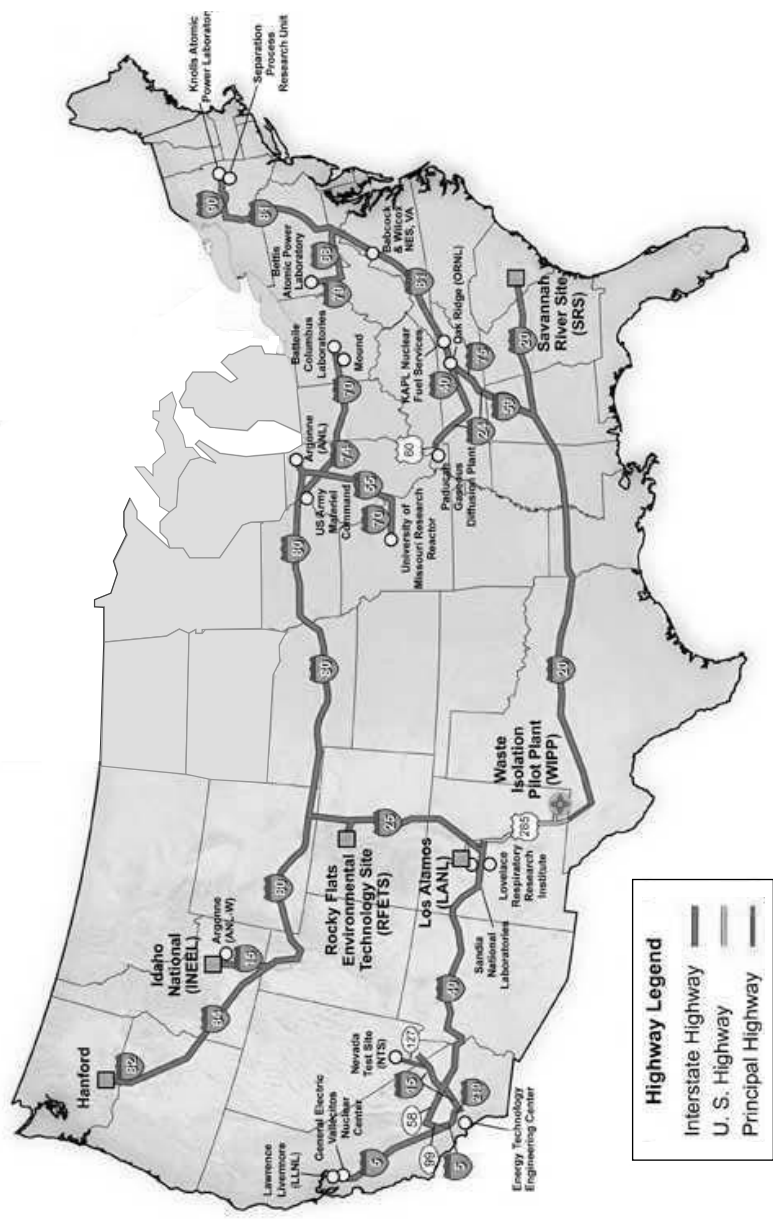 Knolls Atomic
Power Laboratory
Separation
Process
Research Unit
90
81
68
70
Bettis
Atomic Power
Laboratory
Babcock
& Wilcox
NES, VA
81
Battelle
Columbus
Laboratories
Mound
70
74
Argonne
(ANL)
US Army
Materiel
Command
55
70
University of
Missouri Research
Reactor
80
80
60
Paducah
Gaseous
Diffusion Plant
24
40
KAPL Nuclear
Fuel Services
Oak Ridge (ORNL)
75
59
20
Savannah
River Site
(SRS)
20
Waste
Isolation
Pilot Plant
(WIPP)
285
25
Rocky Flats
Environmental
Technology Site
(RFETS)
Los Alamos
(LANL)
Lovelace
Respiratory
Research
Institute
Sandia
National
Laboratories
80
Idaho
National
(INEEL)
Argonne
(ANL-W)
15
84
82
Hanford
40
Nevada
Test Site
(NTS)
127
15
58
99
5
5
210
General Electric
Vallecitos
Nuclear
Center
Lawrence
Livermore
(LLNL)
Energy Technology
Engineering Center
Highway Legend
Interstate Highway
U. S. Highway
Principal Highway